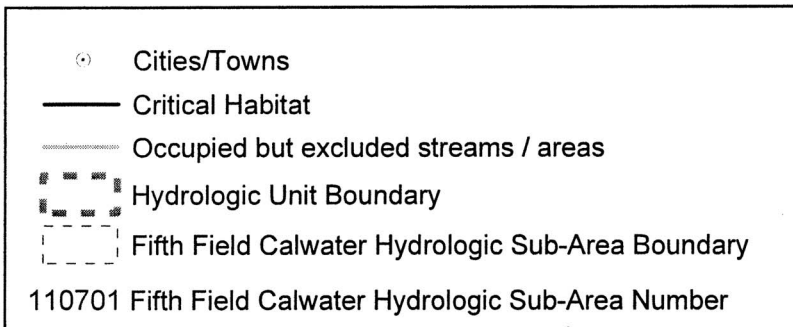 Cities/Towns
Critical Habitat
Occupied but excluded streams / areas
Hydrologic Unit Boundary
Fifth Field Calwater Hydrologic Sub-Area Boundary
110701 Fifth Field Calwater Hydrologic Sub-Area Number